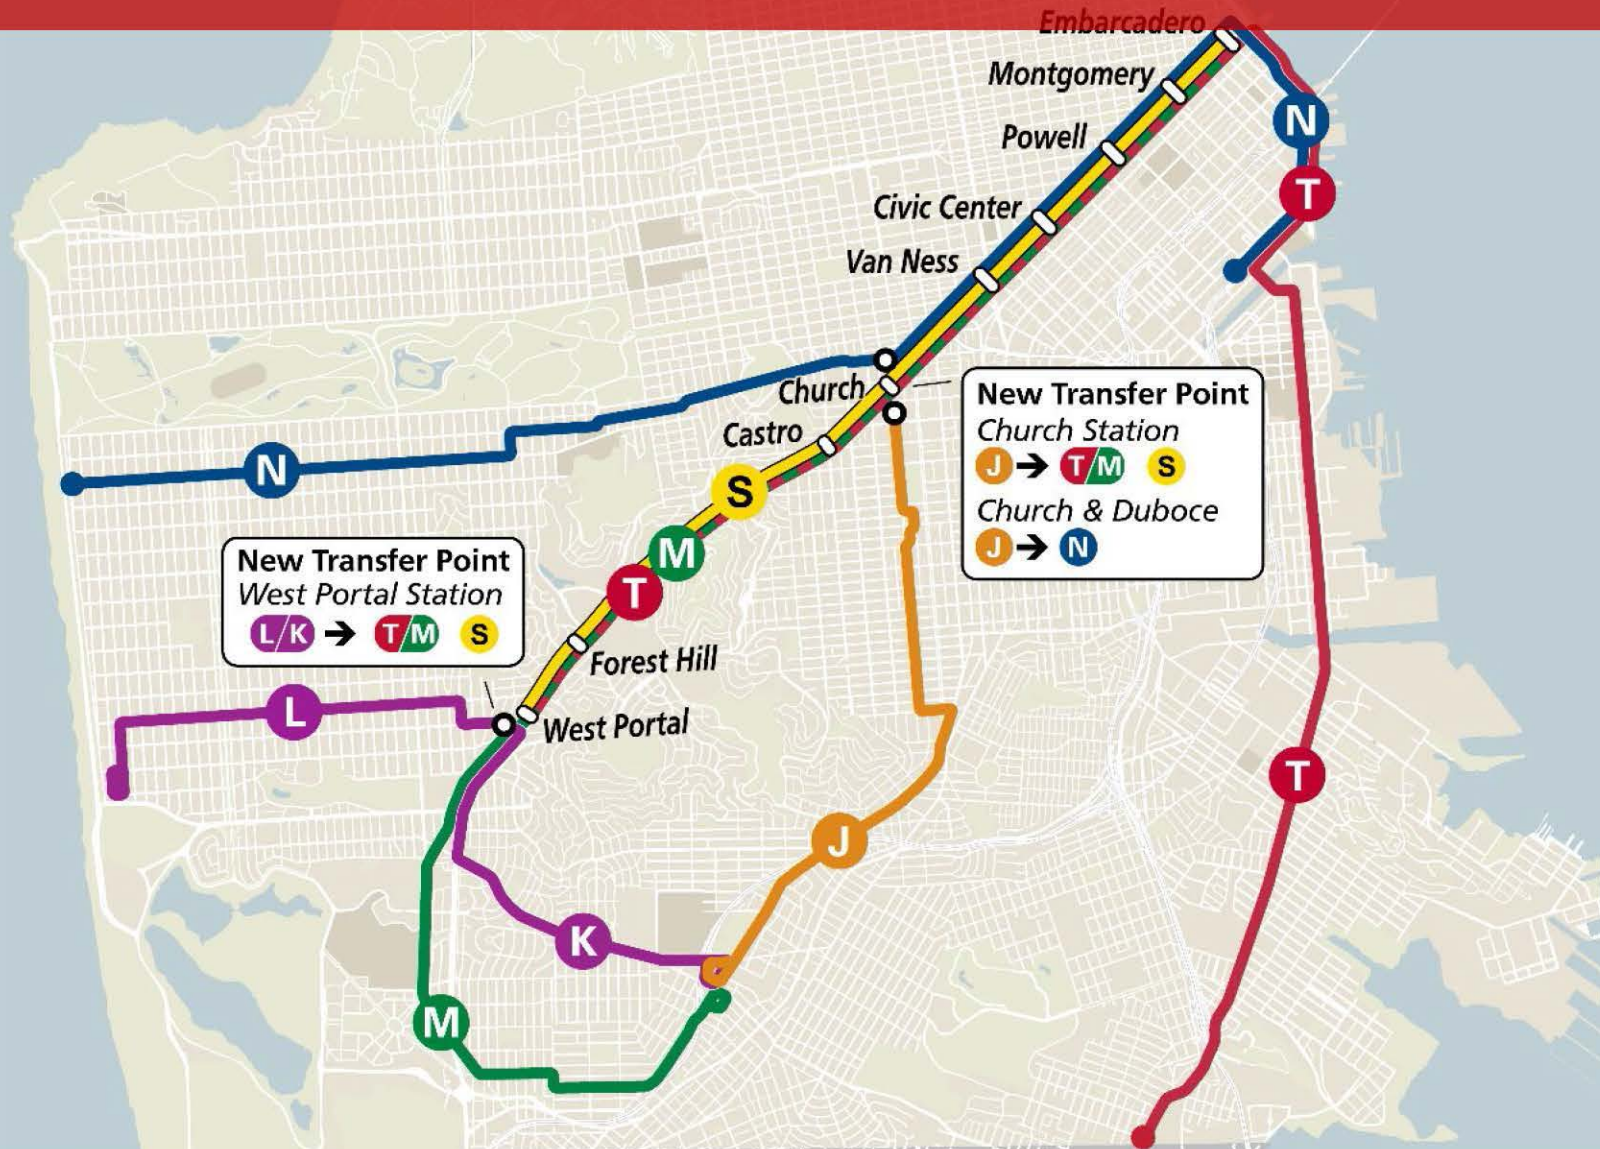 Embarcadero
Montgomery
N
Powell
T
Civic Center
Van Ness
Church
New Transfer Point
Church Station
J → T/M S
Church & Duboce
J → N
Castro
N
S
M
T
New Transfer Point
West Portal Station
L/K → T/M S
Forest Hill
L
West Portal
T
J
K
M